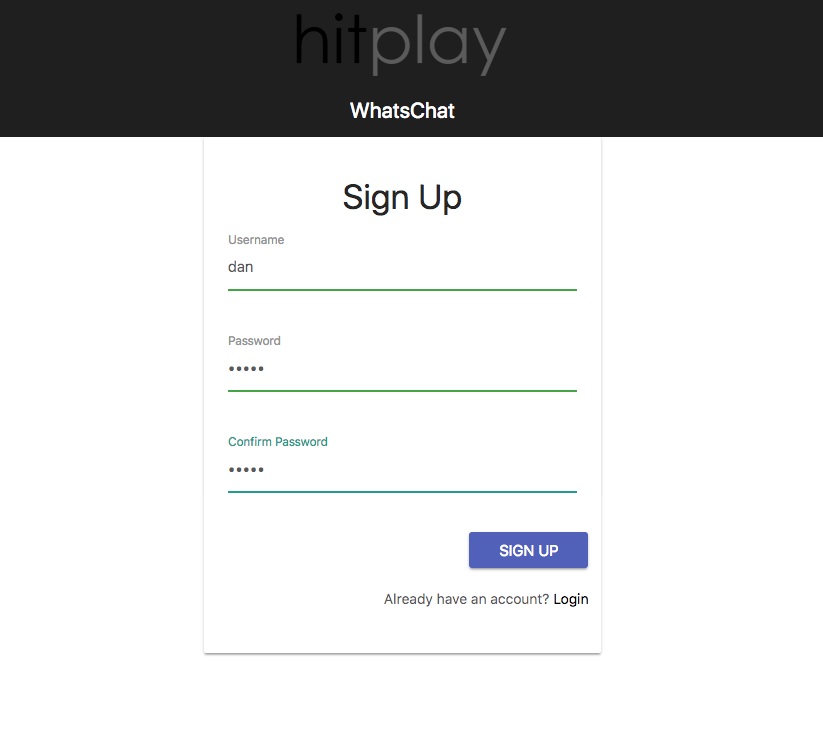 hitplay
WhatsChat
Sign Up
Username
dan
Password
•••••
Confirm Password
•••••
SIGN UP
Already have an account? Login